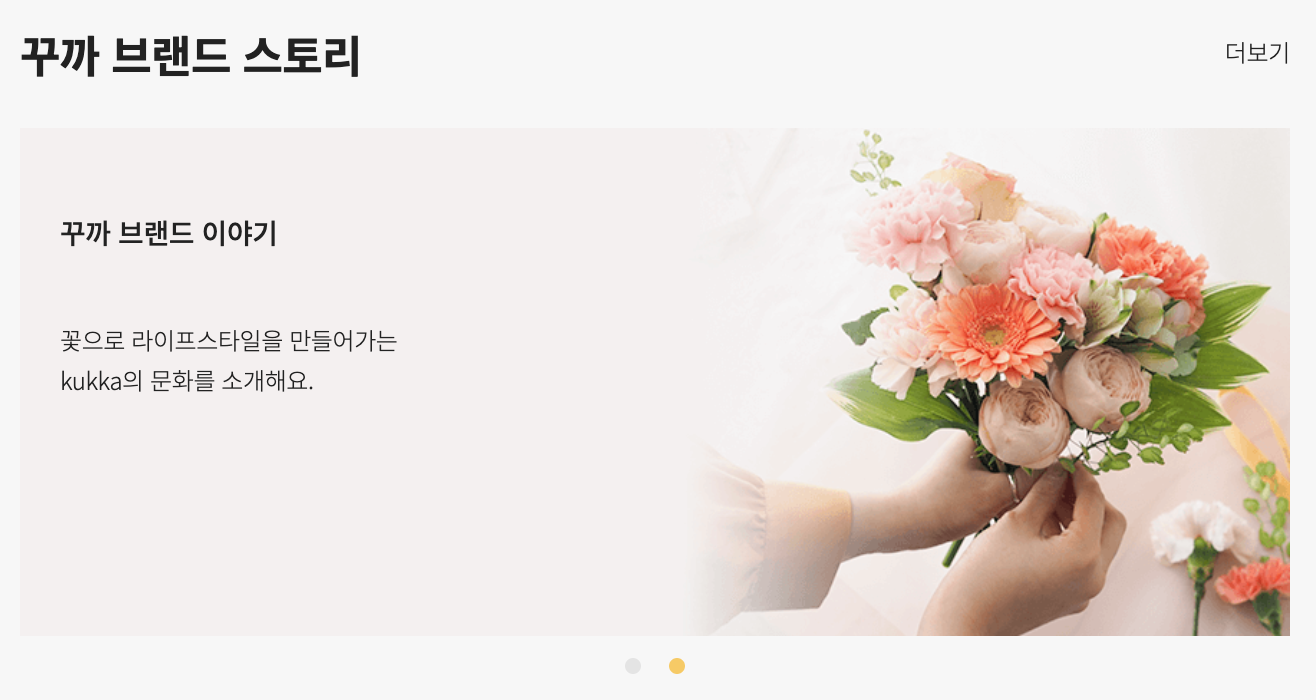 꾸까 브랜드 스토리
더보기
꾸까 브랜드 이야기
꽃으로 라이프스타일을 만들어가는
kukka의 문화를 소개해요.